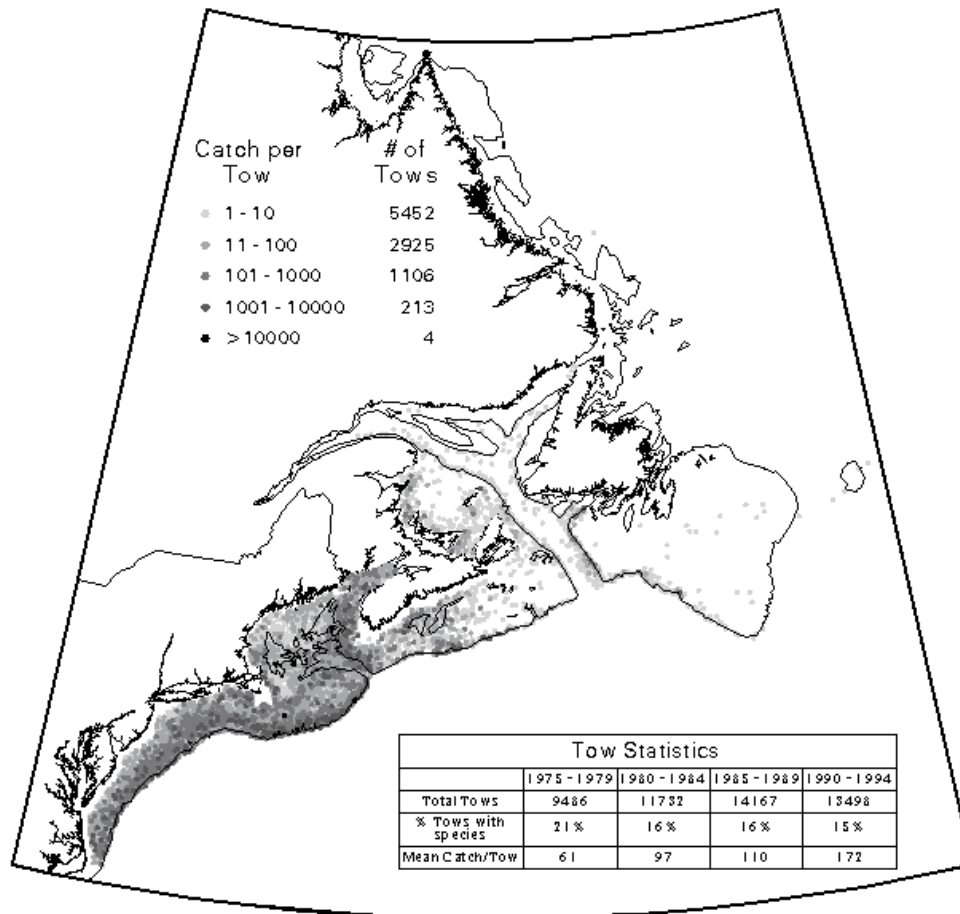 Catch per # of
Tow Tows
1 - 10 5452
11 - 100 2925
101 - 1000 1106
1001 - 10000 213
> 10000 4
Tow Statistics
1975 - 1979 1980 - 1984 1985 - 1989 1990 - 1994
Total Tows 9486 11732 14167 13498
% Tows with species 21% 16% 16% 15%
Mean Catch/Tow 61 97 110 172